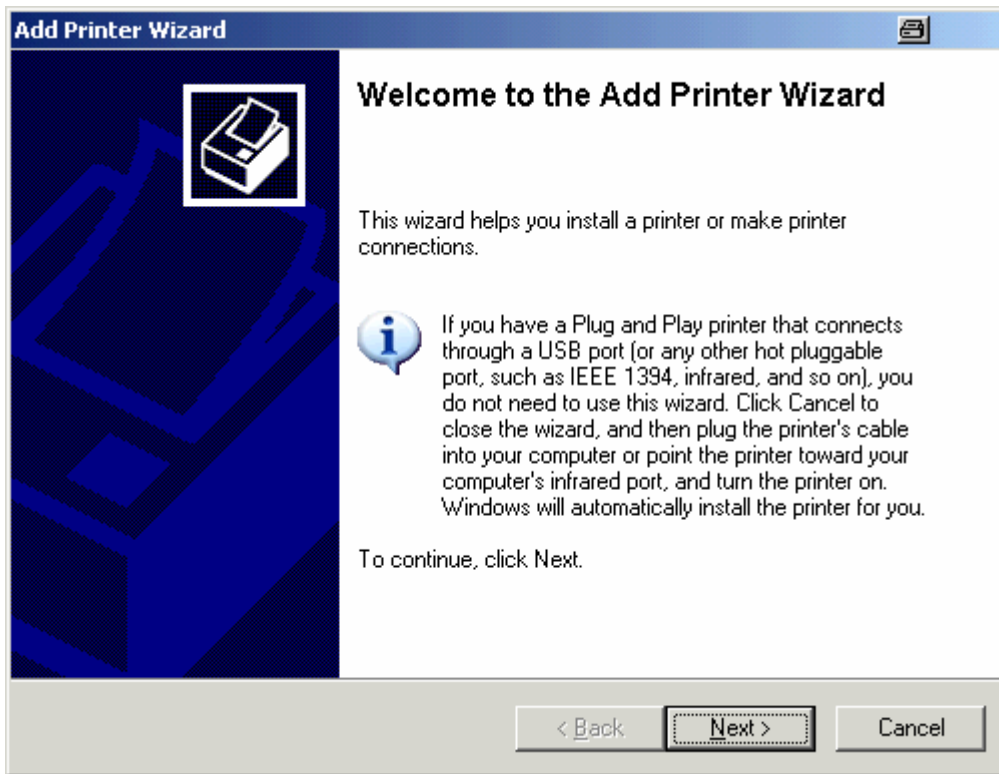 Add Printer Wizard
Welcome to the Add Printer Wizard
This wizard helps you install a printer or make printer
connections.
If you have a Plug and Play printer that connects
through a USB port (or any other hot pluggable
port, such as IEEE 1394, infrared, and so on), you
do not need to use this wizard. Click Cancel to
close the wizard, and then plug the printer's cable
into your computer or point the printer toward your
computer's infrared port, and turn the printer on.
Windows will automatically install the printer for you.
To continue, click Next.
< Back Next > Cancel